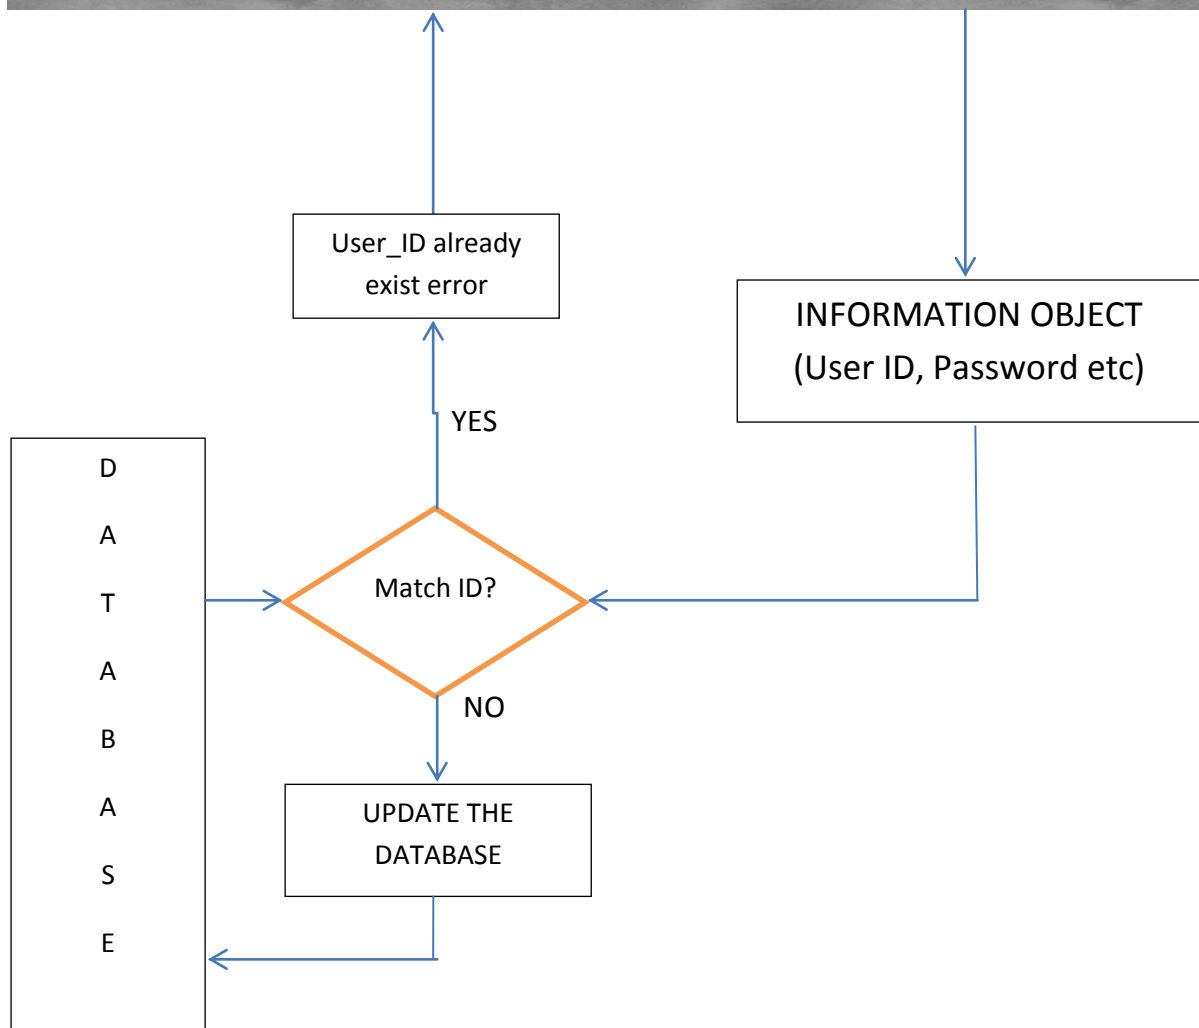 User_ID already
exist error
INFORMATION OBJECT
(User ID, Password etc)
YES
D
A
T
A
B
A
S
E
Match ID?
NO
UPDATE THE
DATABASE